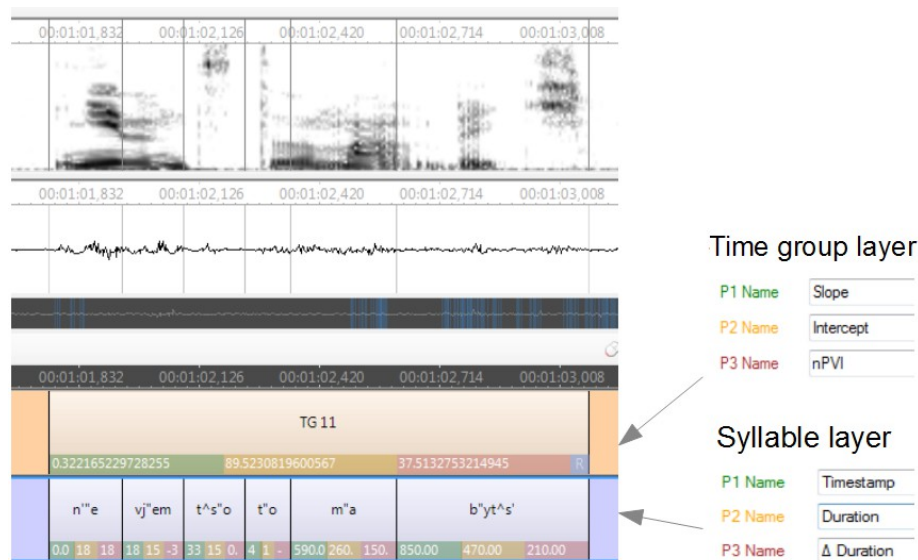 00:01:01,832 00:01:02,126 00:01:02,420 00:01:02,714 00:01:03,008
00:01:01,832 00:01:02,126 00:01:02,420 00:01:02,714 00:01:03,008
Time group layer
P1 Name Slope
P2 Name Intercept
P3 Name nPVI
00:01:01,832 00:01:02,126 00:01:02,420 00:01:02,714 00:01:03,008
TG 11
0.322165229728255 89.5230819600567 37.5132753214945 R
Syllable layer
P1 Name Timestamp
P2 Name Duration
P3 Name Δ Duration
n'"e vj"em t^s"o t"o m"a b"yt^s'
0.0 18 18 18 15 -3 33 15 0. 4 1 - 590.0 260. 150. 850.00 470.00 210.00